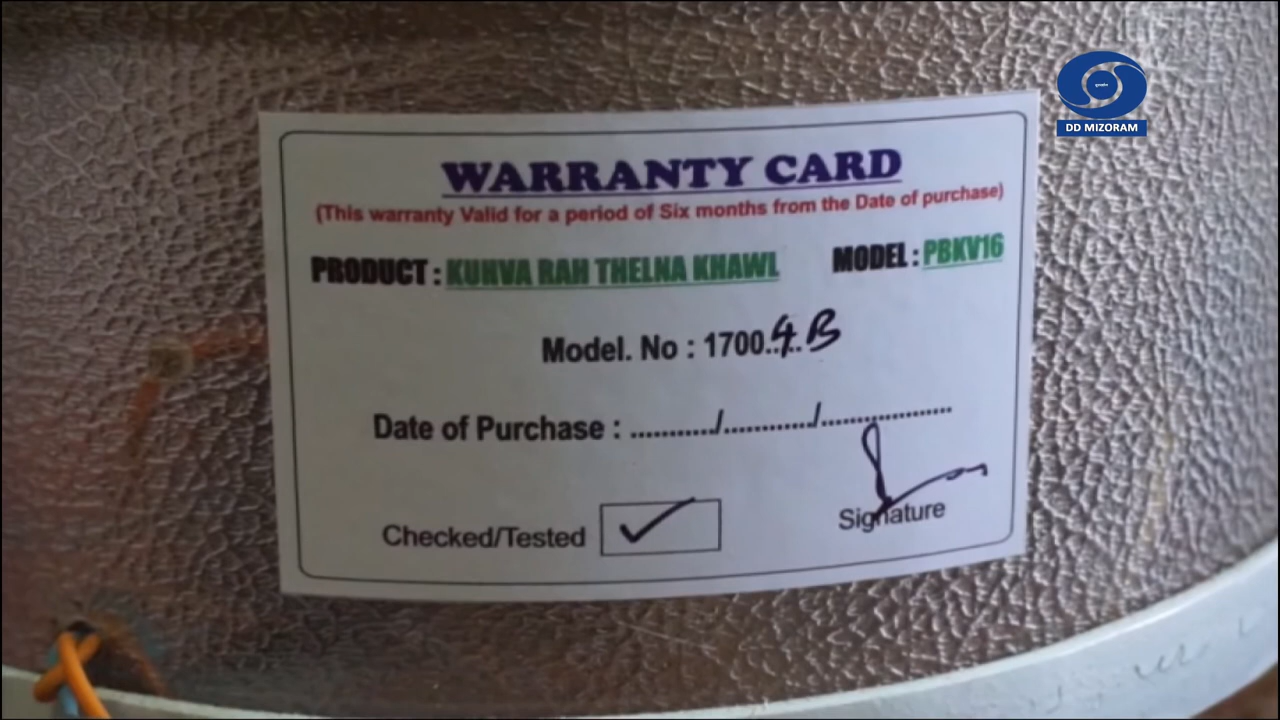 DD MIZORAM
WARRANTY CARD
(This warranty Valid for a period of Six months from the Date of purchase)
PRODUCT : KUHVA RAH THELNA KHAWL MODEL : PBKV16
Model. No : 1700..4.. B
Date of Purchase : .........../.........../...................
Checked/Tested ✓
Signature